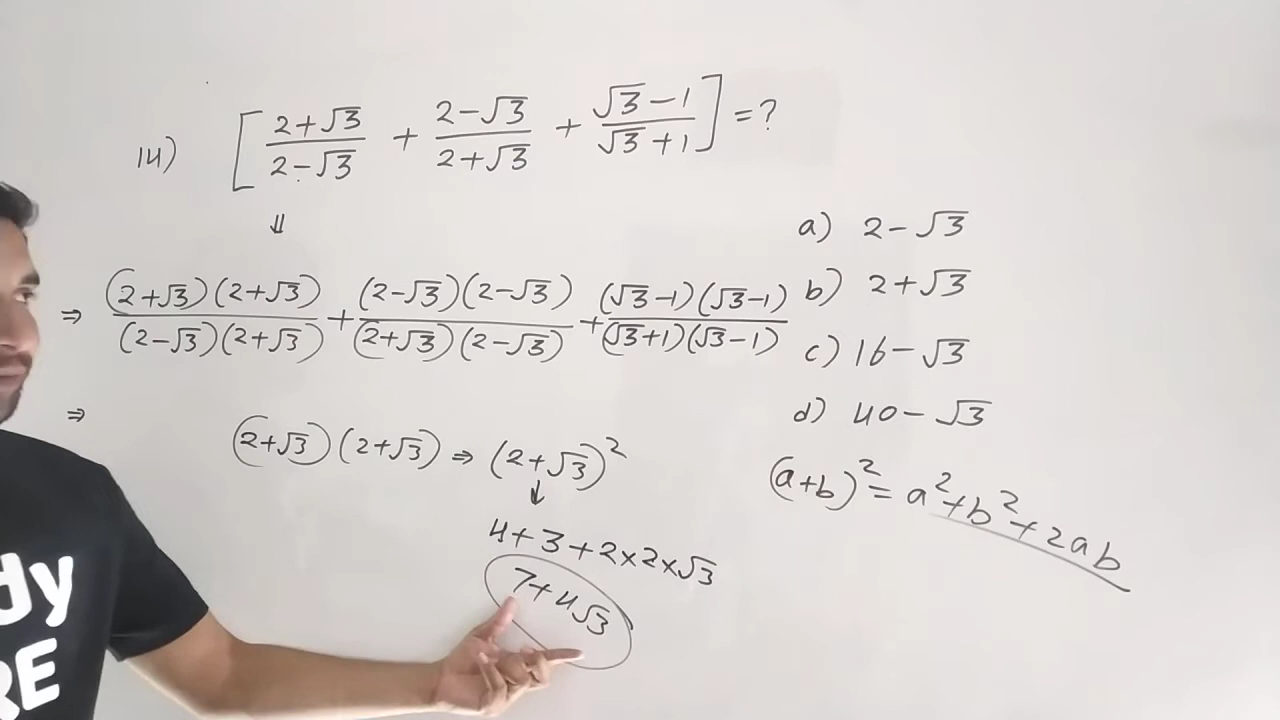 14) [ (2+√3)/(2-√3) + (2-√3)/(2+√3) + (√3-1)/(√3+1) ] = ?
⇓
a) 2-√3
b) 2+√3
c) 16-√3
d) 40-√3
⇒ (2+√3)(2+√3)/(2-√3)(2+√3) + (2-√3)(2-√3)/(2+√3)(2-√3) + (√3-1)(√3-1)/(√3+1)(√3-1)
⇒
(2+√3)(2+√3) ⇒ (2+√3)²
↓
4+3+2×2×√3
7+4√3
(a+b)² = a²+b²+2ab
dy
RE